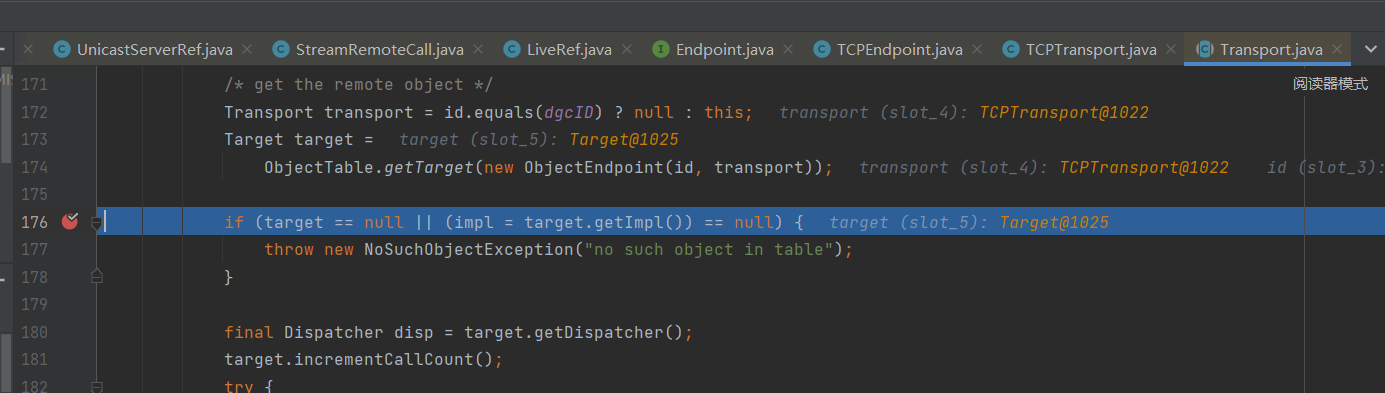 UnicastServerRef.java StreamRemoteCall.java LiveRef.java Endpoint.java TCPEndpoint.java TCPTransport.java Transport.java
阅读器模式
171 /* get the remote object */
172 Transport transport = id.equals(dgcID) ? null : this; transport (slot_4): TCPTransport@1022
173 Target target = target (slot_5): Target@1025
174 ObjectTable.getTarget(new ObjectEndpoint(id, transport)); transport (slot_4): TCPTransport@1022 id (slot_3):
175
176 if (target == null || (impl = target.getImpl()) == null) { target (slot_5): Target@1025
177 throw new NoSuchObjectException("no such object in table");
178 }
179
180 final Dispatcher disp = target.getDispatcher();
181 target.incrementCallCount();
182 try {